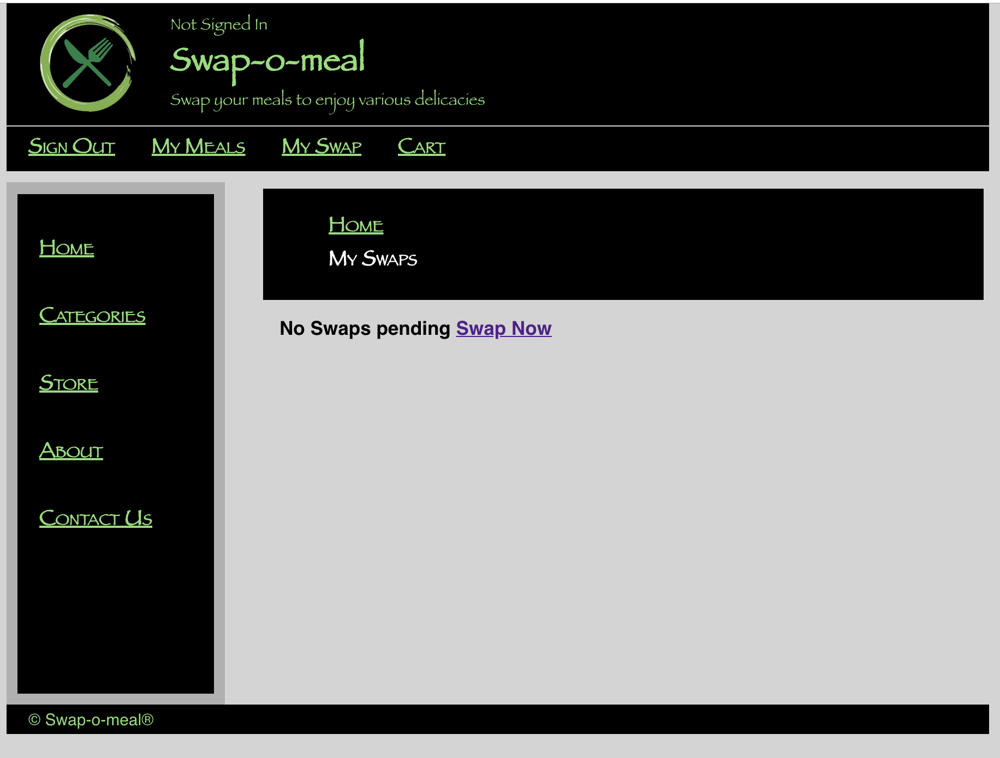 Not Signed In
Swap-o-meal
Swap your meals to enjoy various delicacies
Sign Out My Meals My Swap Cart
Home
Categories
Store
About
Contact Us
Home
My Swaps
No Swaps pending Swap Now
© Swap-o-meal®